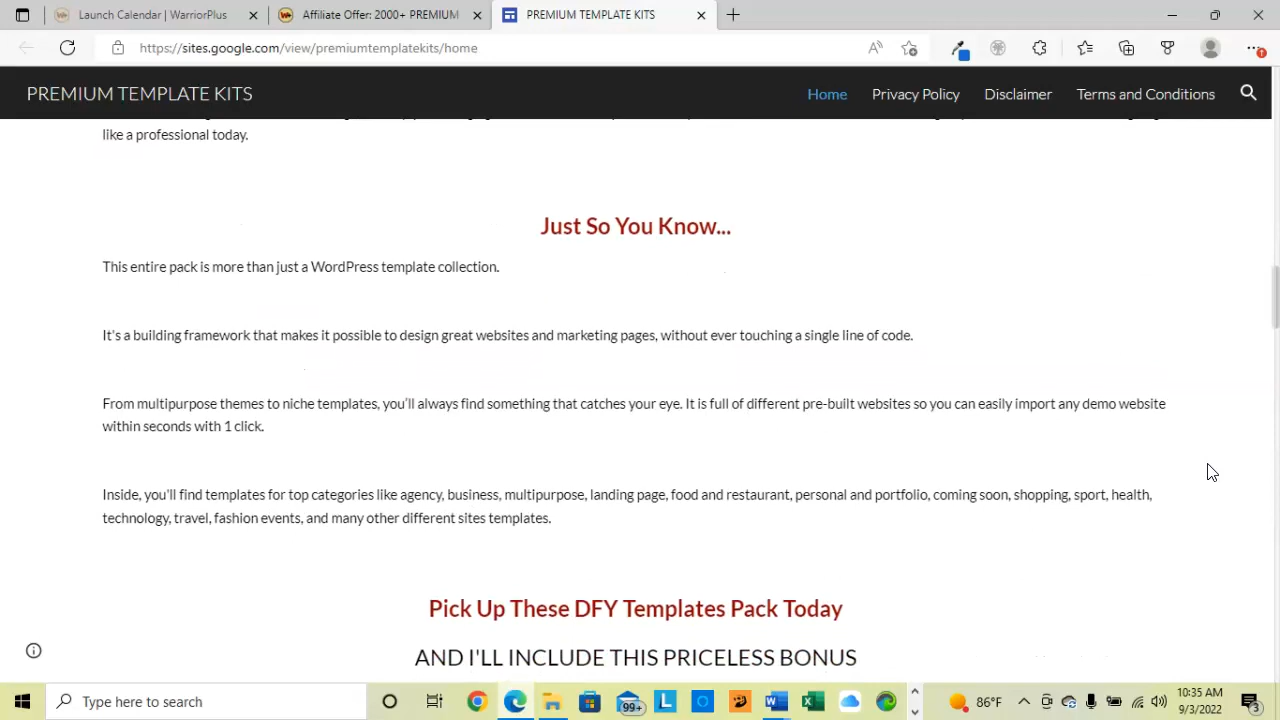 Launch Calendar | WarriorPlus
Affiliate Offer: 2000+ PREMIUM
PREMIUM TEMPLATE KITS
https://sites.google.com/view/premiumtemplatekits/home
PREMIUM TEMPLATE KITS
Home
Privacy Policy
Disclaimer
Terms and Conditions
like a professional today.
Just So You Know...
This entire pack is more than just a WordPress template collection.
It's a building framework that makes it possible to design great websites and marketing pages, without ever touching a single line of code.
From multipurpose themes to niche templates, you'll always find something that catches your eye. It is full of different pre-built websites so you can easily import any demo website
within seconds with 1 click.
Inside, you'll find templates for top categories like agency, business, multipurpose, landing page, food and restaurant, personal and portfolio, coming soon, shopping, sport, health,
technology, travel, fashion events, and many other different sites templates.
Pick Up These DFY Templates Pack Today
AND I'LL INCLUDE THIS PRICELESS BONUS
Type here to search
99+
86°F
10:35 AM
9/3/2022
3